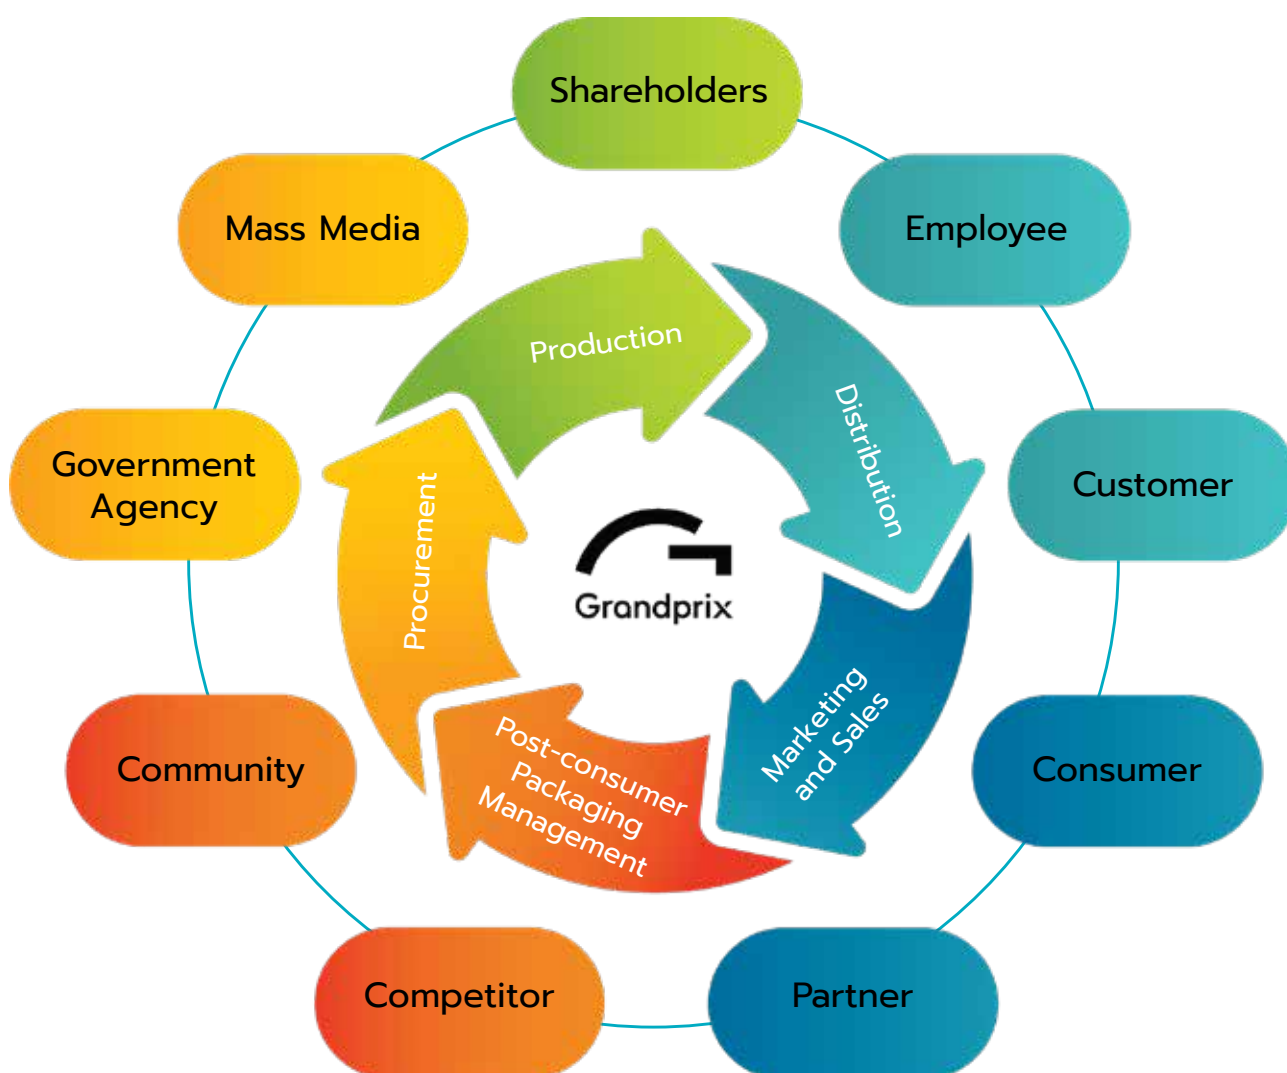 Shareholders
Mass Media
Employee
Production
Distribution
Government
Agency
Customer
Procurement
Grandprix
Marketing
and Sales
Post-consumer
Packaging
Management
Community
Consumer
Competitor
Partner